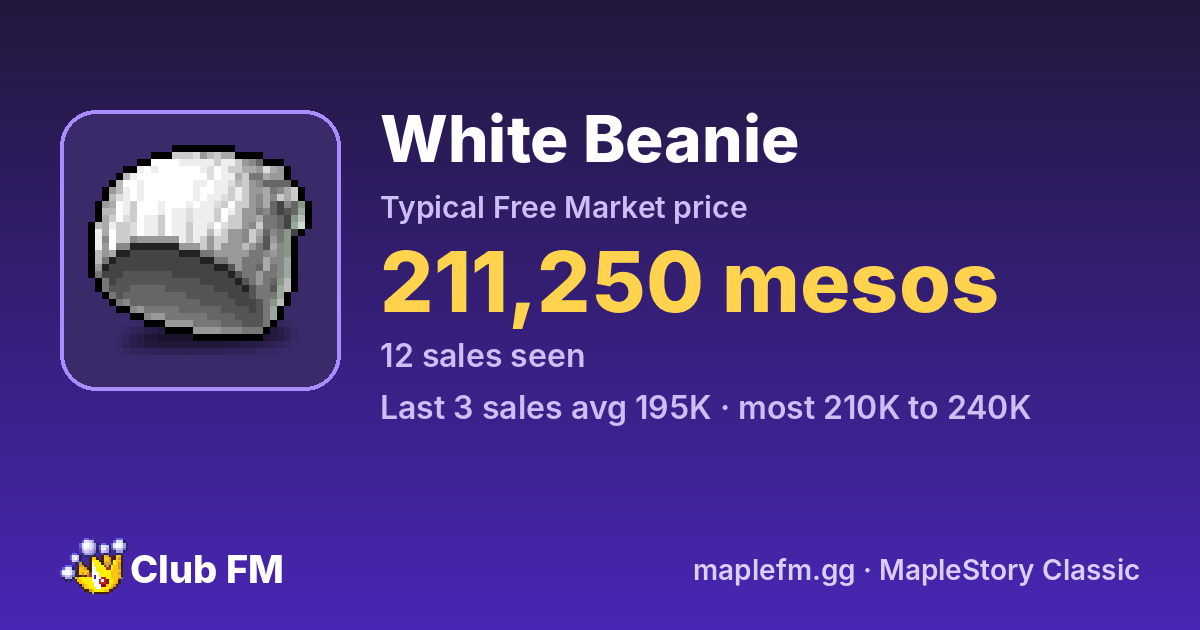 White Beanie
Typical Free Market price
211,250 mesos
12 sales seen
Last 3 sales avg 195K · most 210K to 240K
Club FM
maplefm.gg · MapleStory Classic